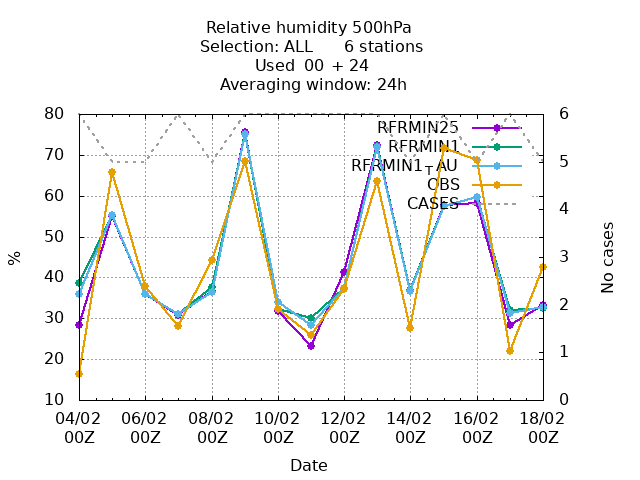 Relative humidity 500hPa
Selection: ALL 6 stations
Used 00 + 24
Averaging window: 24h
80
70
60
50
40
30
20
10
%
6
5
4
3
2
1
0
No cases
RFRMIN25
RFRMIN1
RFRMIN1_TAU
OBS
CASES
04/02 06/02 08/02 10/02 12/02 14/02 16/02 18/02
00Z 00Z 00Z 00Z 00Z 00Z 00Z 00Z
Date